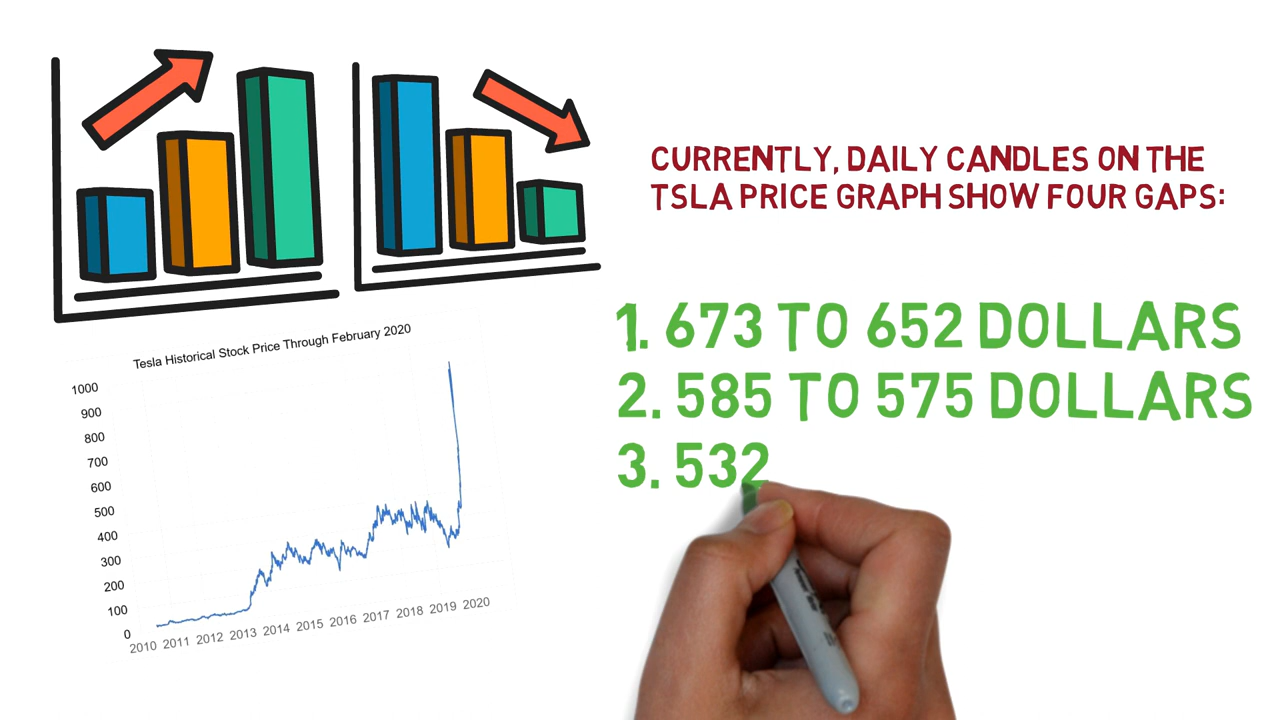 CURRENTLY, DAILY CANDLES ON THE
TSLA PRICE GRAPH SHOW FOUR GAPS:
1. 673 TO 652 DOLLARS
2. 585 TO 575 DOLLARS
3. 532
Tesla Historical Stock Price Through February 2020
1000
900
800
700
600
500
400
300
200
100
0
2010 2011 2012 2013 2014 2015 2016 2017 2018 2019 2020